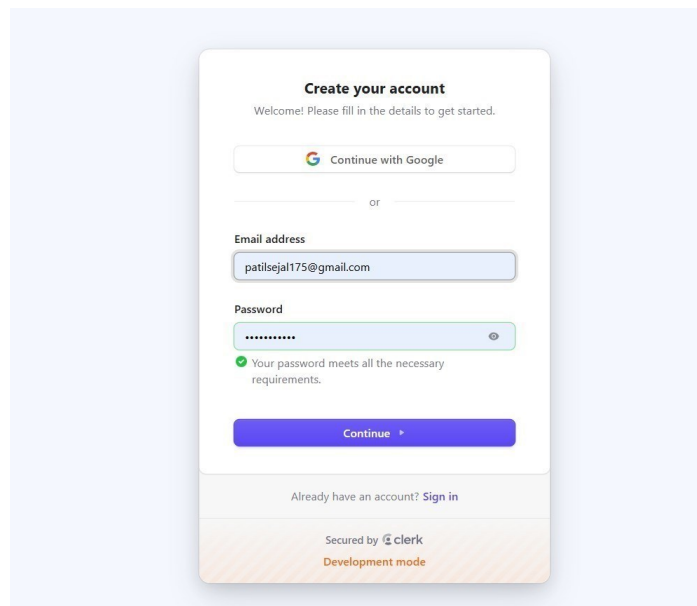 Create your account
Welcome! Please fill in the details to get started.
Continue with Google
or
Email address
patilsejal175@gmail.com
Password
•••••••••••
Your password meets all the necessary
requirements.
Continue
Already have an account? Sign in
Secured by clerk
Development mode